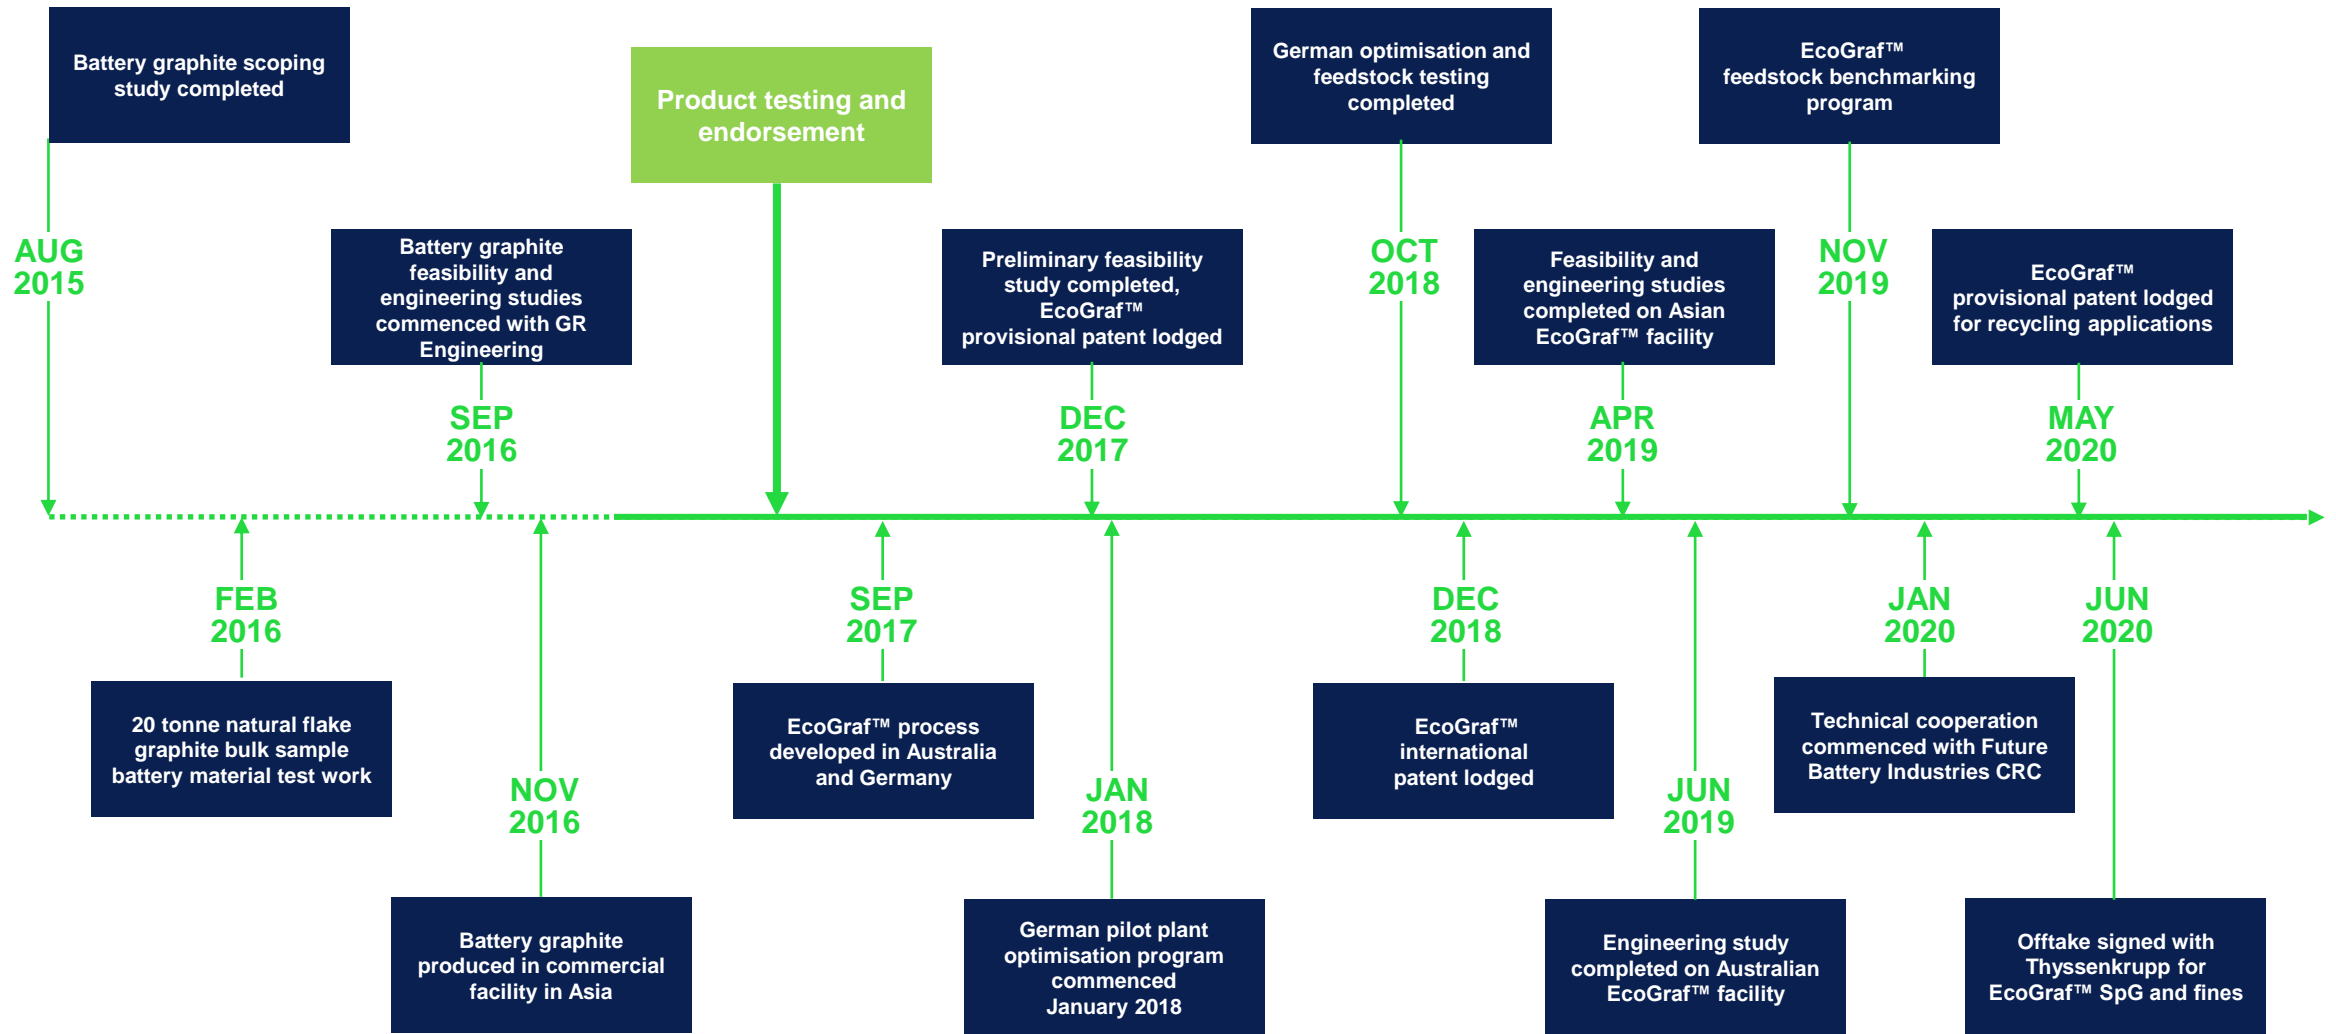 Battery graphite scoping
study completed
AUG
2015
20 tonne natural flake
graphite bulk sample
battery material test work
FEB
2016
Battery graphite
feasibility and
engineering studies
commenced with GR
Engineering
SEP
2016
Battery graphite
produced in commercial
facility in Asia
NOV
2016
Product testing and
endorsement
EcoGraf™ process
developed in Australia
and Germany
SEP
2017
Preliminary feasibility
study completed,
EcoGraf™
provisional patent lodged
DEC
2017
German pilot plant
optimisation program
commenced
January 2018
JAN
2018
German optimisation and
feedstock testing
completed
OCT
2018
EcoGraf™
international
patent lodged
DEC
2018
Feasibility and
engineering studies
completed on Asian
EcoGraf™ facility
APR
2019
Engineering study
completed on Australian
EcoGraf™ facility
JUN
2019
EcoGraf™
feedstock benchmarking
program
NOV
2019
Technical cooperation
commenced with Future
Battery Industries CRC
JAN
2020
EcoGraf™
provisional patent lodged
for recycling applications
MAY
2020
Offtake signed with
Thyssenkrupp for
EcoGraf™ SpG and fines
JUN
2020